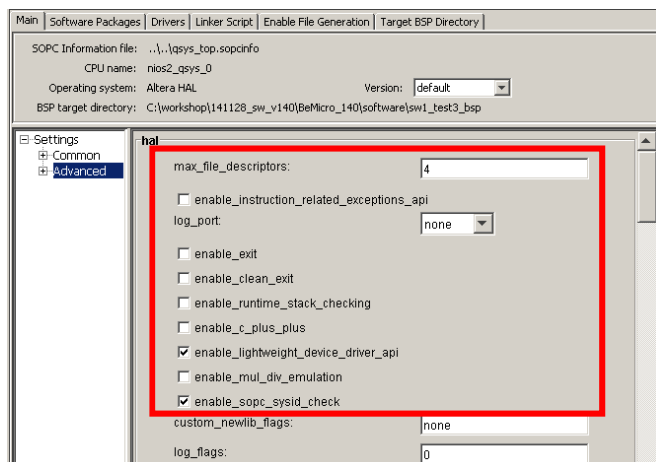 Main Software Packages Drivers Linker Script Enable File Generation Target BSP Directory
SOPC Information file: ..\..\qsys_top.sopcinfo
CPU name: nios2_qsys_0
Operating system: Altera HAL Version: default
BSP target directory: C:\workshop\141128_sw_v140\BeMicro_140\software\sw1_test3_bsp
Settings
Common
Advanced
hal
max_file_descriptors: 4
enable_instruction_related_exceptions_api
log_port: none
enable_exit
enable_clean_exit
enable_runtime_stack_checking
enable_c_plus_plus
enable_lightweight_device_driver_api
enable_mul_div_emulation
enable_sopc_sysid_check
custom_newlib_flags: none
log_flags: 0